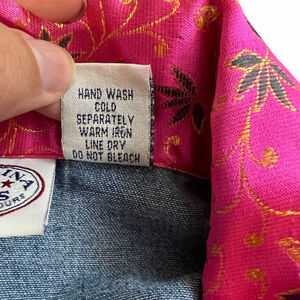 HAND WASH
COLD
SEPARATELY
WARM IRON
LINE DRY
DO NOT BLEACH